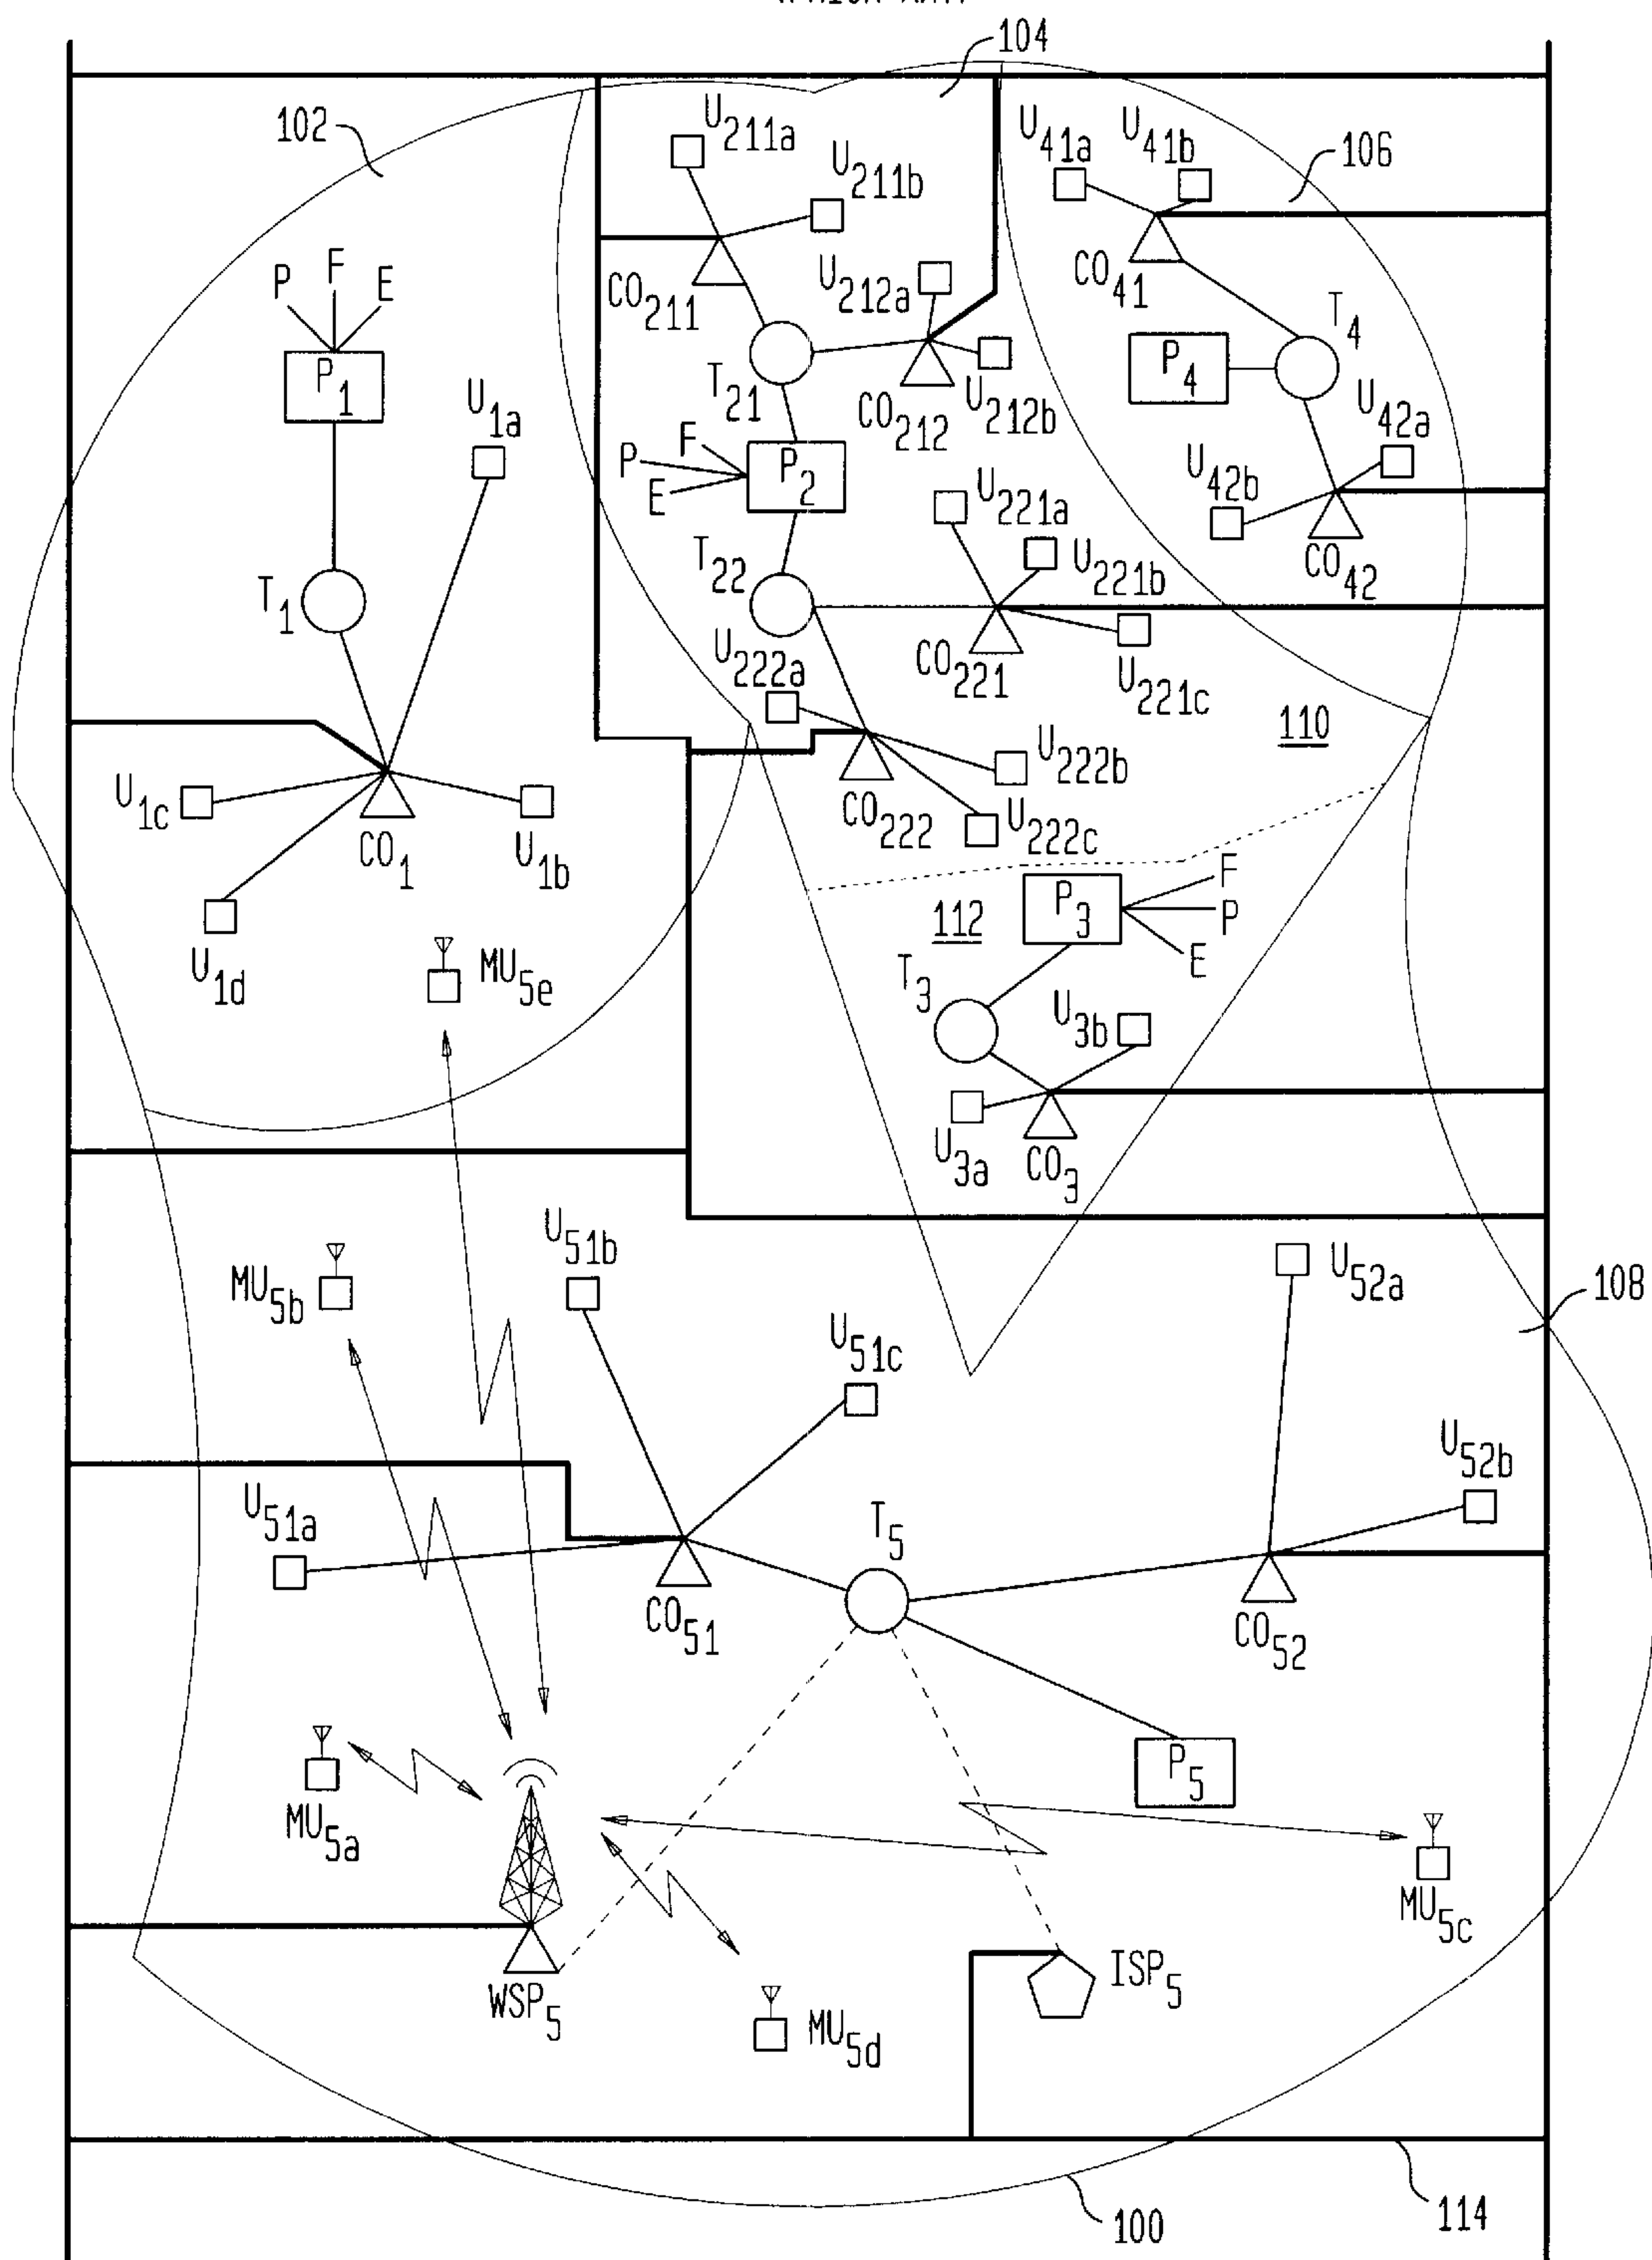 104
102
U211a
U211b
U41a
U41b
106
P
F
E
CO211
U212a
CO41
T4
P1
U1a
T21
CO212
U212b
P4
U42a
F
P
E
P2
U42b
U221a
T22
U221b
CO42
T1
U222a
CO221
U221c
110
U1c
CO1
U1b
CO222
U222b
U222c
U1d
MU5e
112
P3
F
P
E
T3
U3b
U3a
CO3
U51b
U52a
MU5b
108
U51c
U52b
U51a
T5
CO51
CO52
P5
MU5a
MU5c
WSP5
ISP5
MU5d
100
114